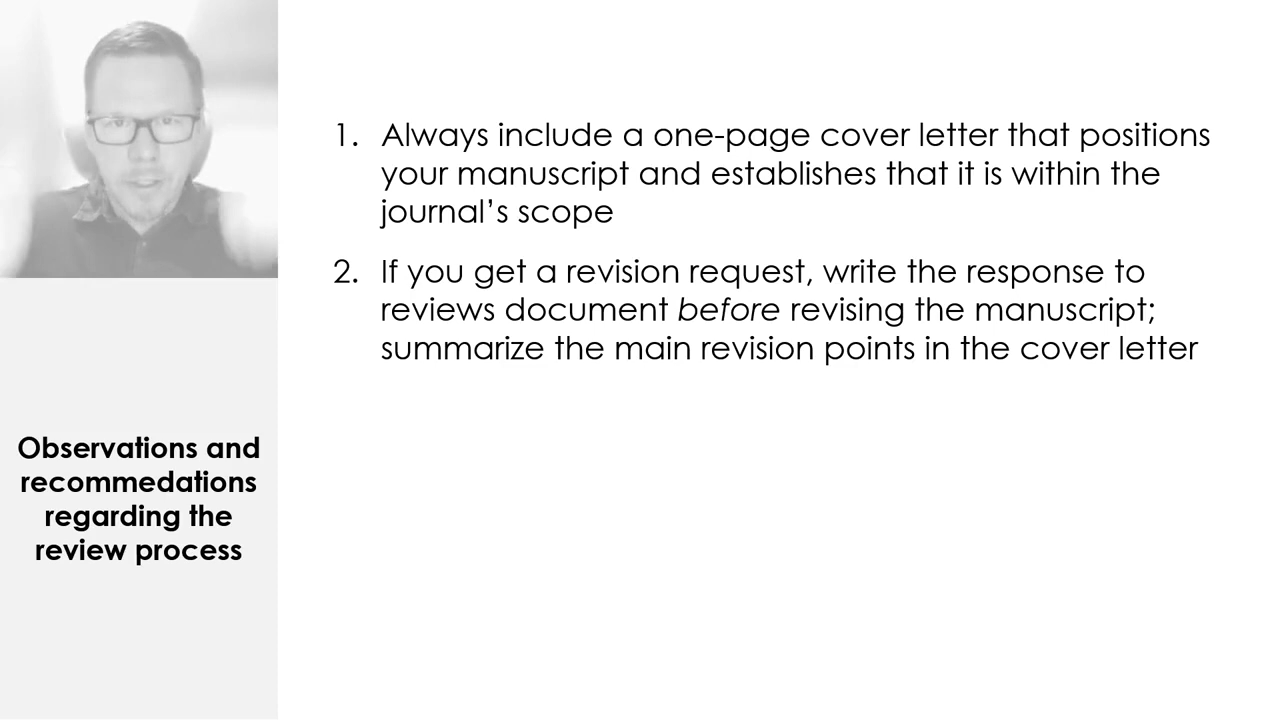 1. Always include a one-page cover letter that positions
your manuscript and establishes that it is within the
journal’s scope
2. If you get a revision request, write the response to
reviews document before revising the manuscript;
summarize the main revision points in the cover letter
Observations and
recommedations
regarding the
review process